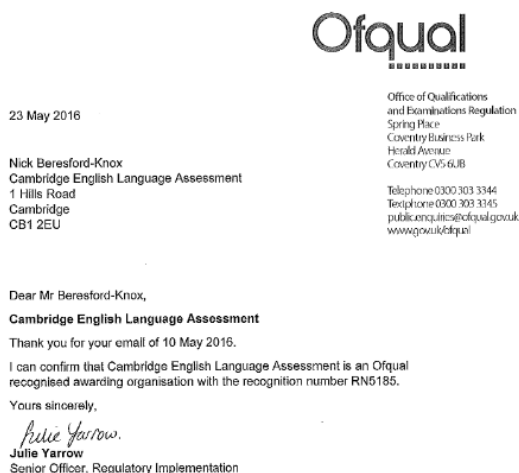 Ofqual
Office of Qualifications
and Examinations Regulation
Spring Place
Coventry Business Park
Herald Avenue
Coventry CV5 6UB
Telephone 0300 303 3344
Textphone 0300 303 3345
public.enquiries@ofqual.gov.uk
www.gov.uk/ofqual
23 May 2016
Nick Beresford-Knox
Cambridge English Language Assessment
1 Hills Road
Cambridge
CB1 2EU
Dear Mr Beresford-Knox,
Cambridge English Language Assessment
Thank you for your email of 10 May 2016.
I can confirm that Cambridge English Language Assessment is an Ofqual
recognised awarding organisation with the recognition number RN5185.
Yours sincerely,
Julie Yarrow.
Julie Yarrow
Senior Officer, Regulatory Implementation